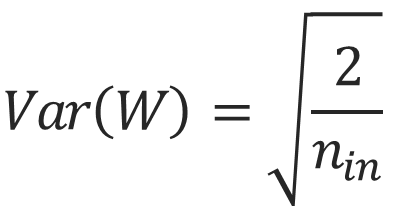 Var(W) = √(2/n_in)